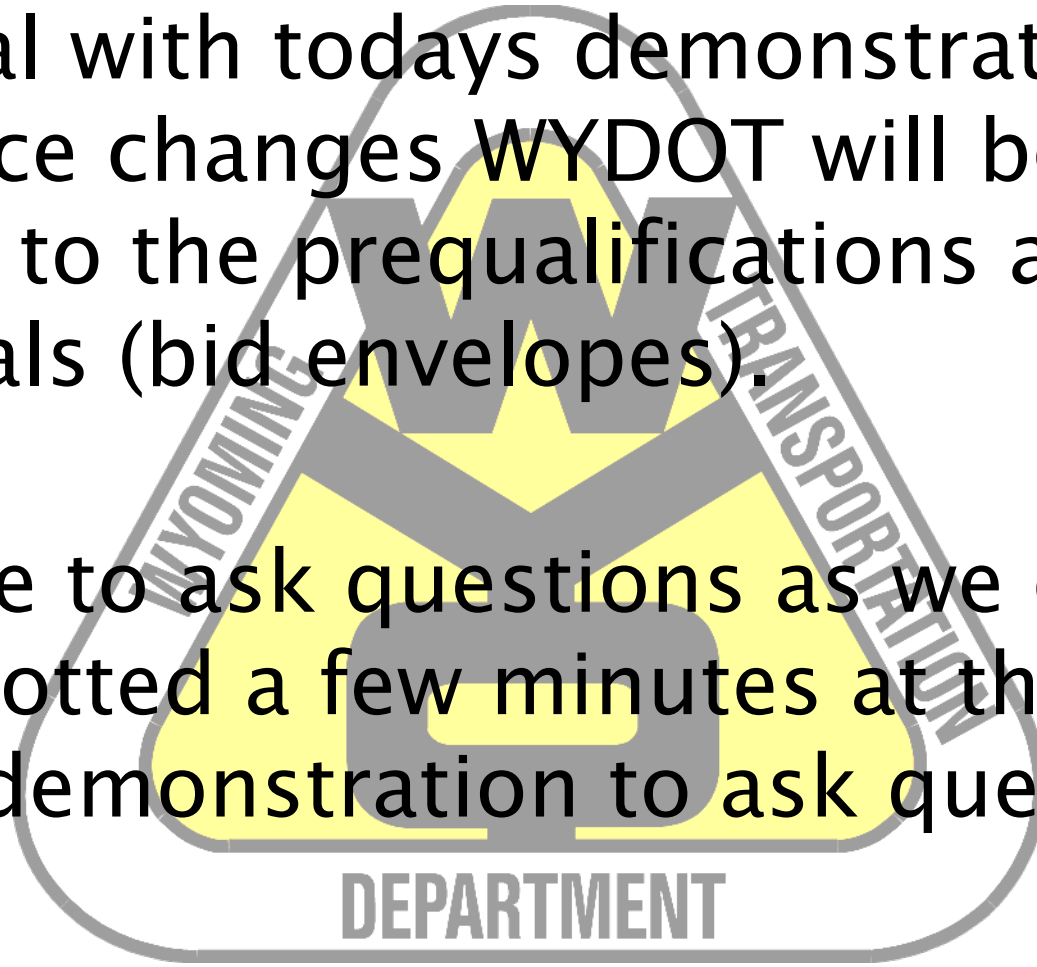 al with todays demonstrat
ce changes WYDOT will b
to the prequalifications a
als (bid envelopes).
e to ask questions as we
otted a few minutes at th
demonstration to ask que
WYOMING
TRANSPORTATION
DEPARTMENT